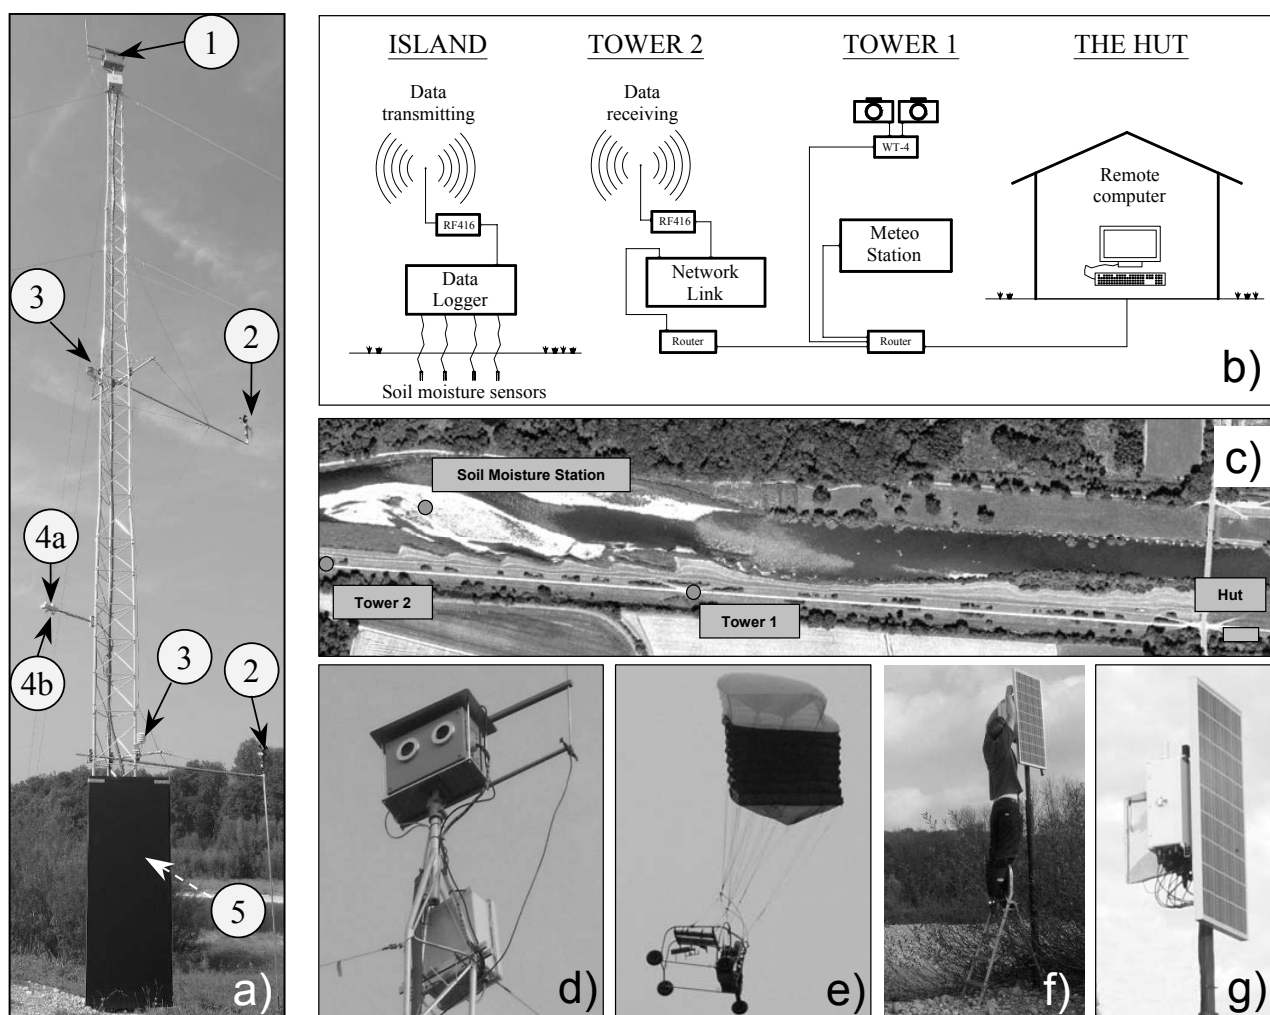 1
3
2
4a
4b
3
2
5
a)
ISLAND
TOWER 2
TOWER 1
THE HUT
Data
transmitting
Data
receiving
WT-4
RF416
RF416
Remote
computer
Meteo
Station
Data
Logger
Network
Link
Router
Router
Soil moisture sensors
b)
c)
Soil Moisture Station
Tower 2
Tower 1
Hut
d)
e)
f)
g)